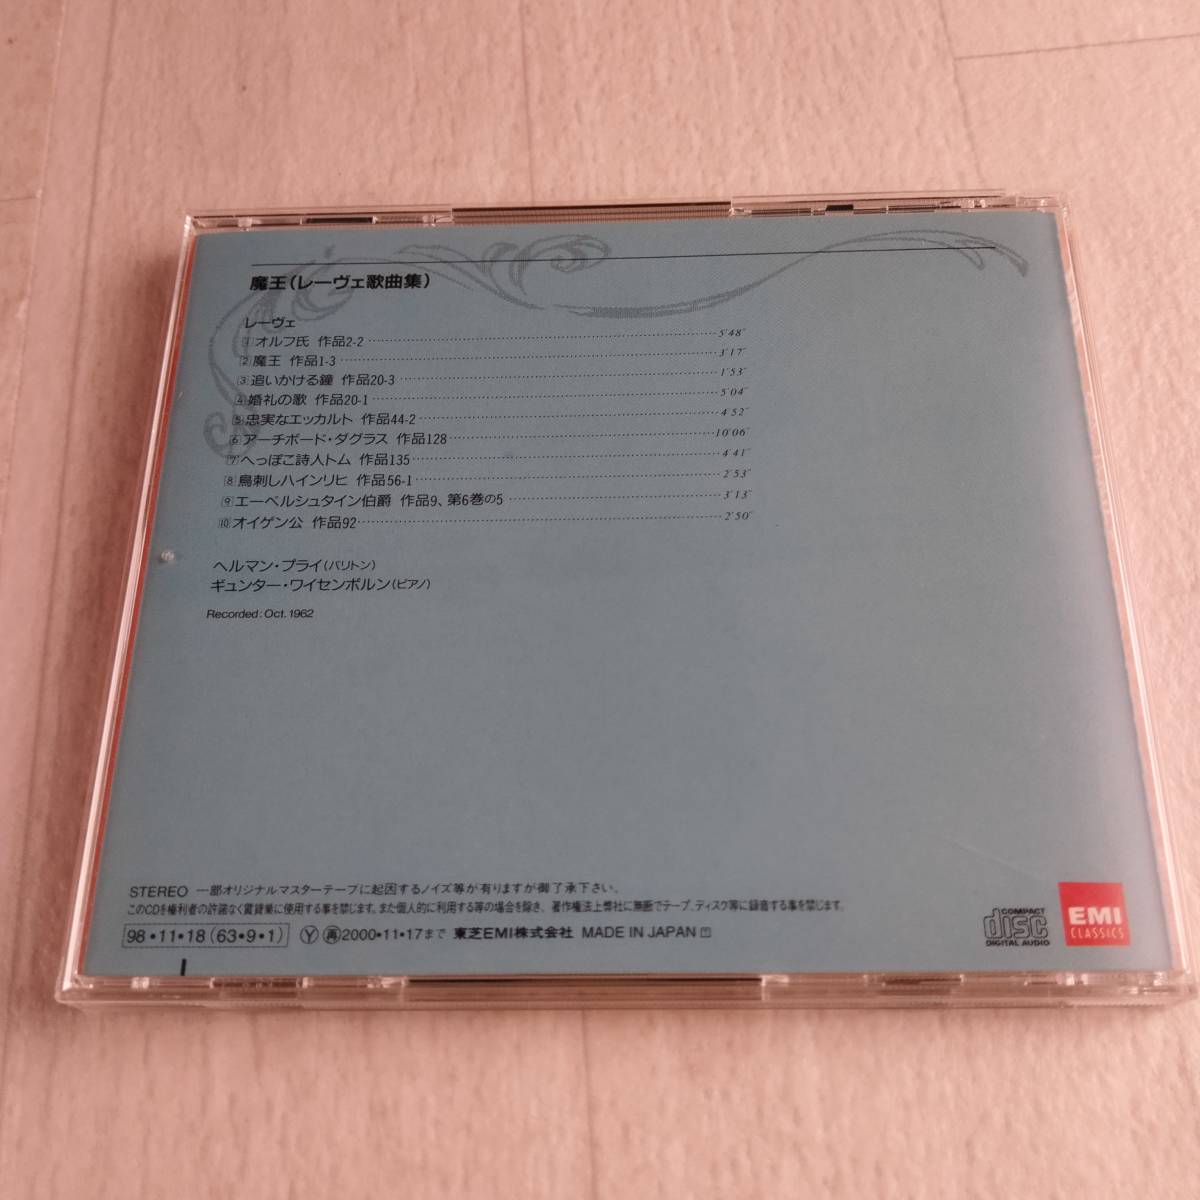 魔王(レーヴェ歌曲集)
レーヴェ
1 オルフ氏 作品2-2 5'48"
2 魔王 作品1-3 3'17"
3 追いかける鐘 作品20-3 1'53"
4 婚礼の歌 作品20-1 5'04"
5 忠実なエッカルト 作品44-2 4'52"
6 アーチボード・ダグラス 作品128 10'06"
7 へっぽこ詩人トム 作品135 4'41"
8 鳥刺しハインリヒ 作品56-1 2'53"
9 エーベルシュタイン伯爵 作品9、第6巻の5 3'13"
10 オイゲン公 作品92 2'50"
ヘルマン・プライ(バリトン)
ギュンター・ワイセンボルン(ピアノ)
Recorded: Oct. 1962
STEREO 一部オリジナルマスターテープに起因するノイズ等が有りますが御了承下さい。
このCDを権利者の許諾なく賃貸業に使用する事を禁じます。また個人的に利用する等の場合を除き、著作権法上弊社に無断でテープ、ディスク等に録音する事を禁じます。
98・11・18 (63・9・1) Y 再 2000・11・17まで 東芝EMI株式会社 MADE IN JAPAN
COMPACT
disc
DIGITAL AUDIO
EMI
CLASSICS